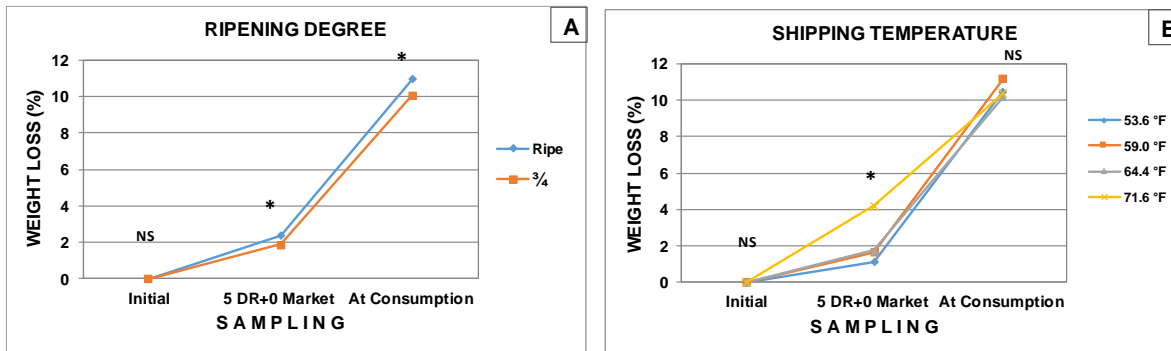 RIPENING DEGREE
A
WEIGHT LOSS (%)
12
10
8
6
4
2
0
NS
*
*
Initial
5 DR+0 Market
At Consumption
SAMPLING
Ripe
¾
SHIPPING TEMPERATURE
B
WEIGHT LOSS (%)
12
10
8
6
4
2
0
NS
*
NS
Initial
5 DR+0 Market
At Consumption
SAMPLING
53.6 °F
59.0 °F
64.4 °F
71.6 °F